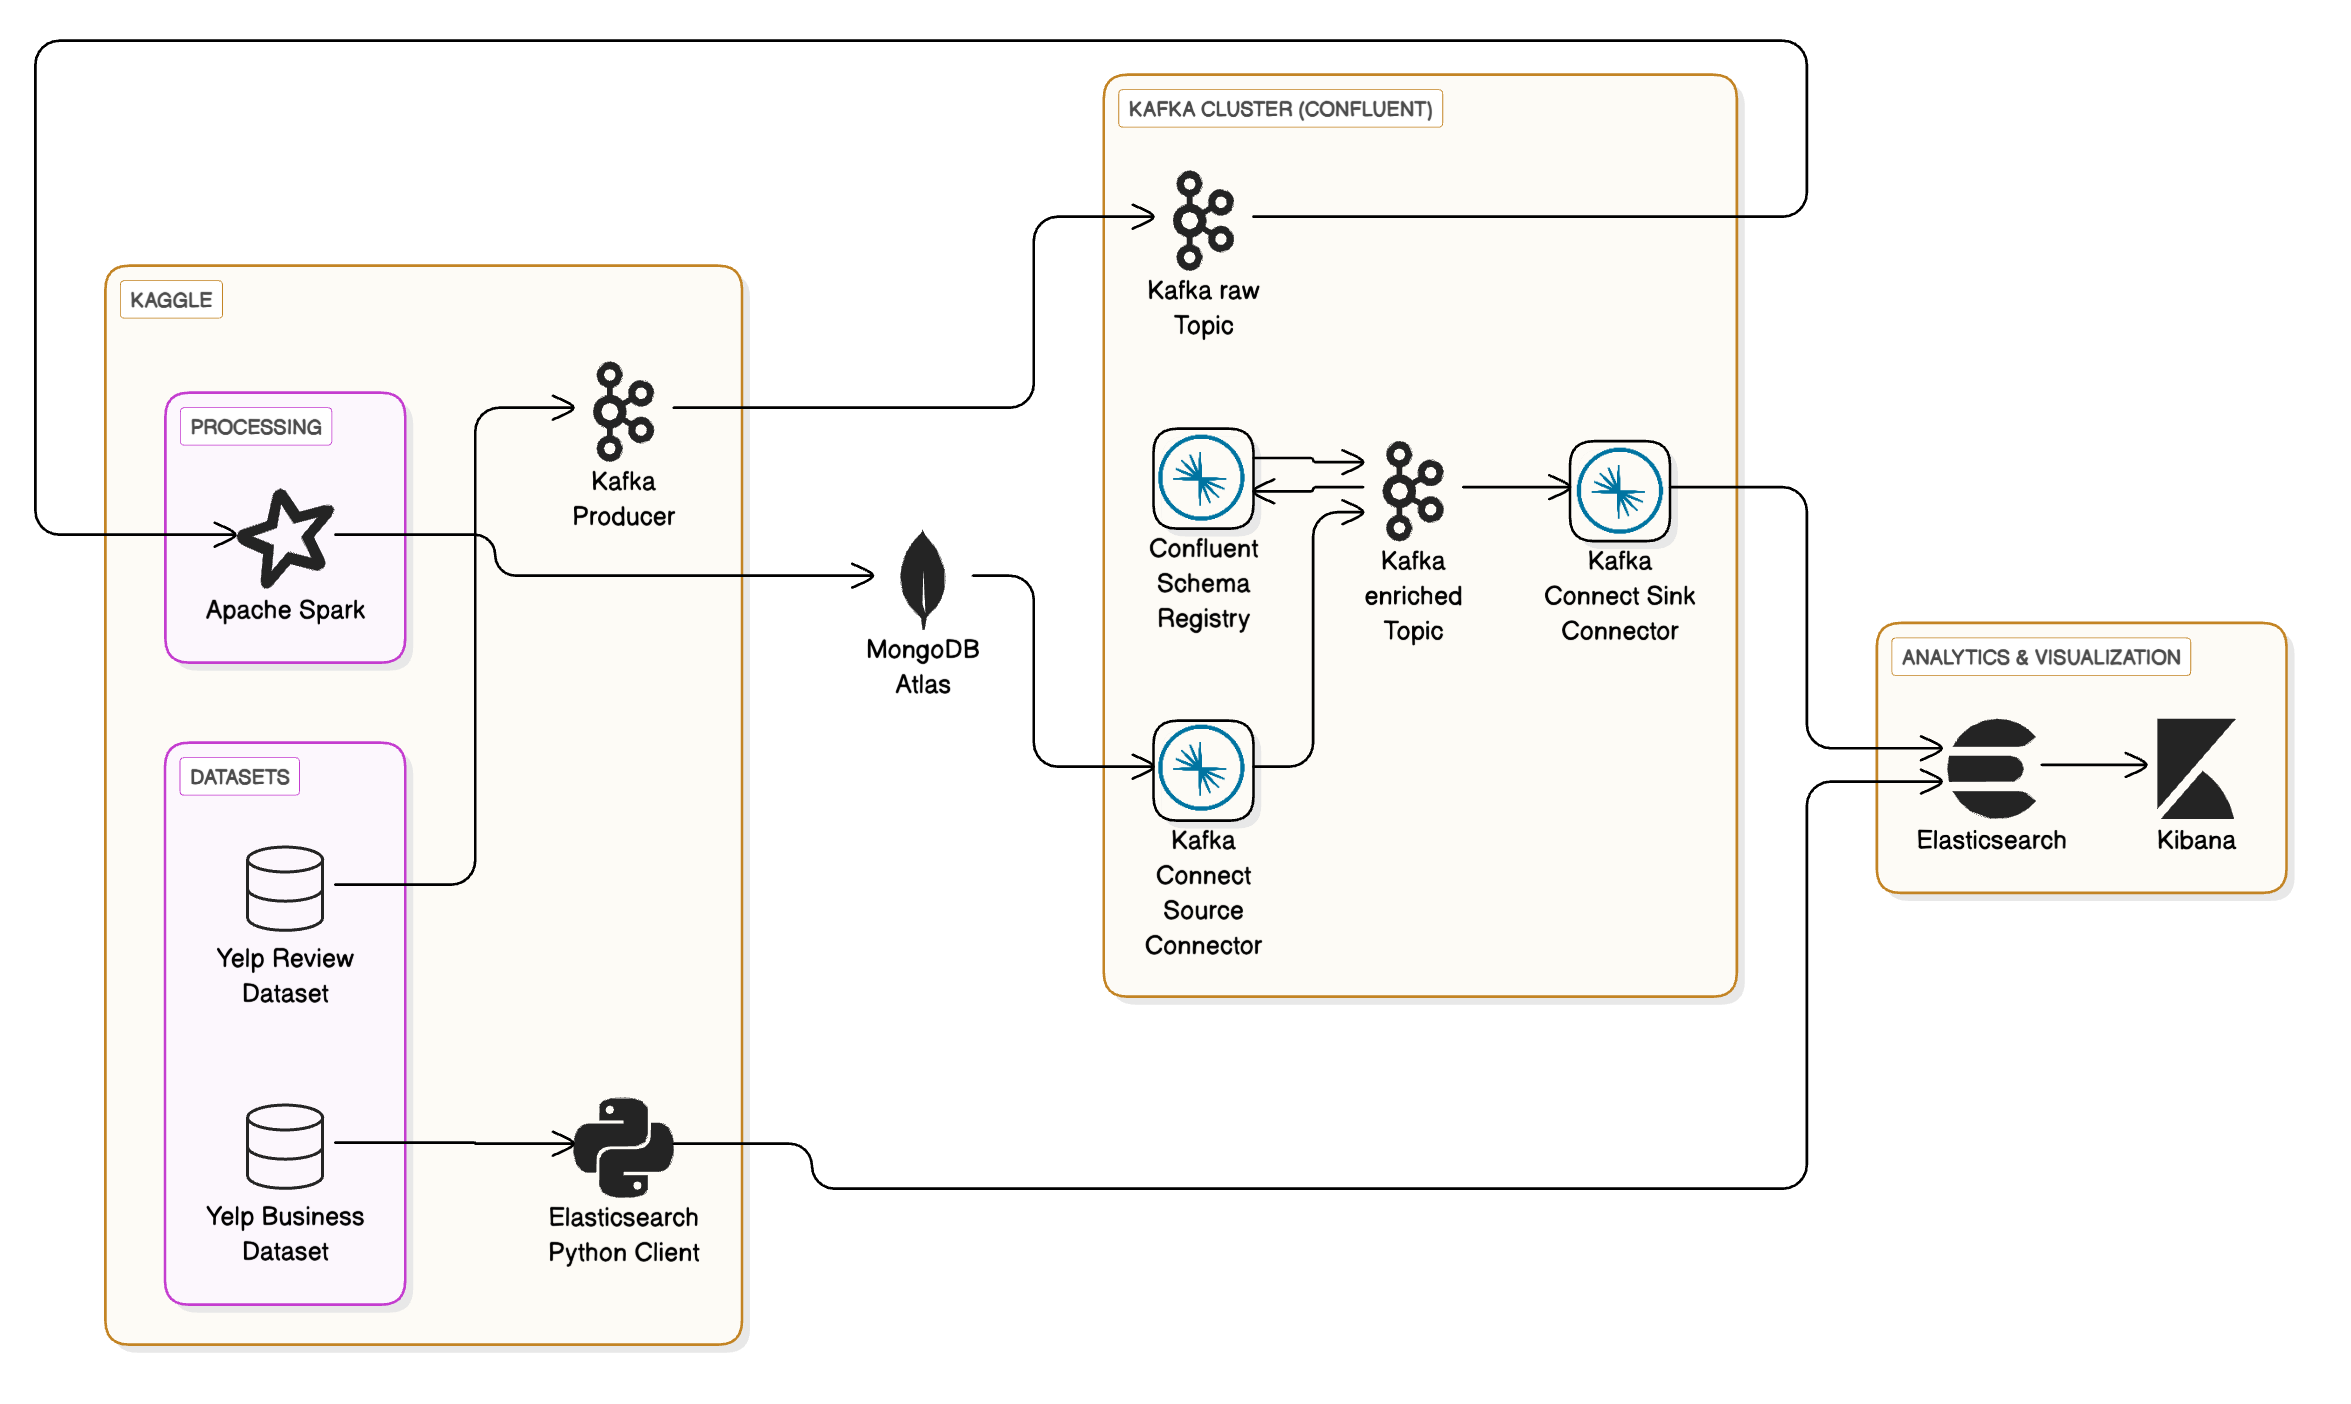 KAFKA CLUSTER (CONFLUENT)
Kafka raw
Topic
KAGGLE
PROCESSING
Apache Spark
Kafka
Producer
MongoDB
Atlas
Confluent
Schema
Registry
Kafka
enriched
Topic
Kafka
Connect Sink
Connector
Kafka
Connect
Source
Connector
ANALYTICS & VISUALIZATION
Elasticsearch
Kibana
DATASETS
Yelp Review
Dataset
Yelp Business
Dataset
Elasticsearch
Python Client